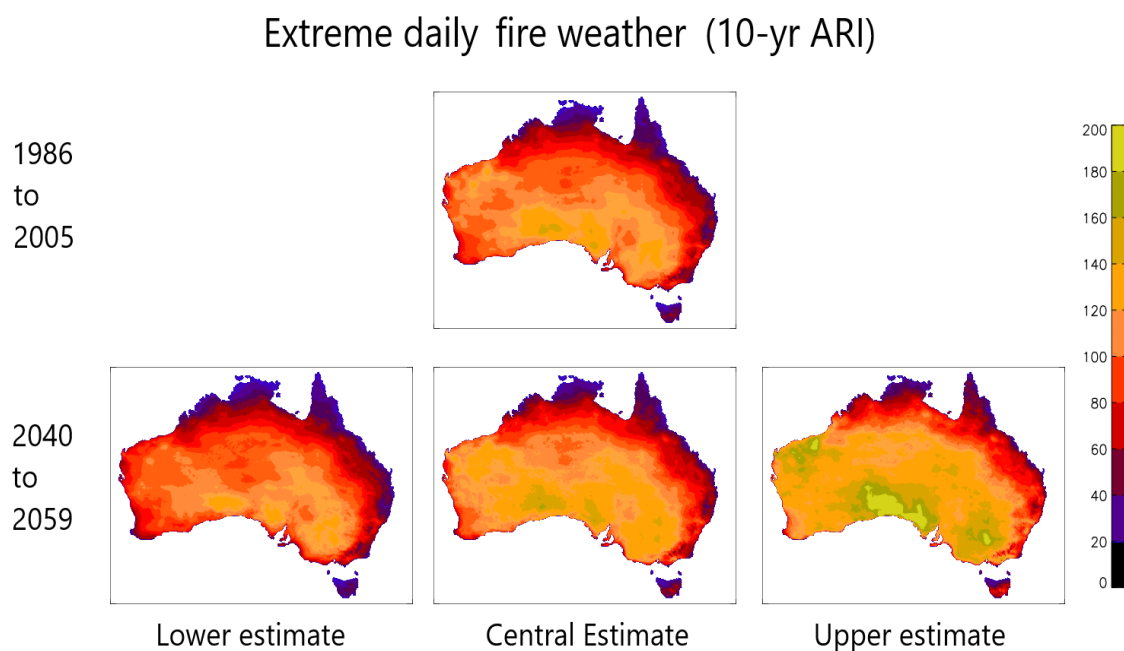 Extreme daily fire weather (10-yr ARI)
1986
to
2005
200
180
160
140
120
100
80
60
40
20
0
2040
to
2059
Lower estimate
Central Estimate
Upper estimate